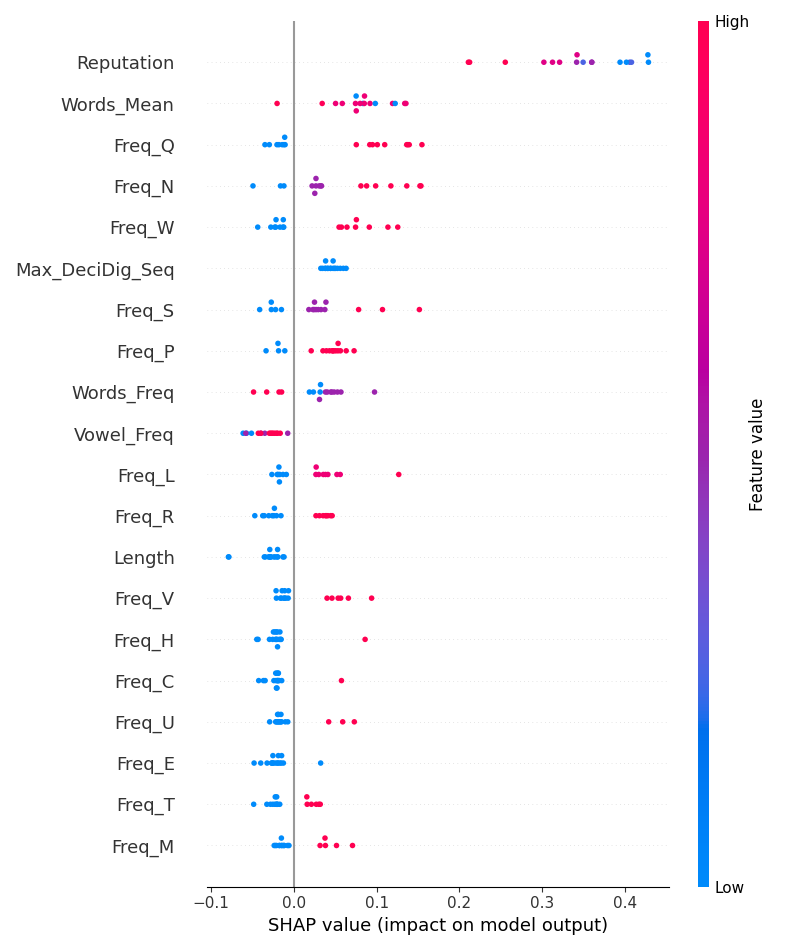 High
Reputation
Words_Mean
Freq_Q
Freq_N
Freq_W
Max_DeciDig_Seq
Freq_S
Freq_P
Words_Freq
Vowel_Freq
Freq_L
Freq_R
Length
Freq_V
Freq_H
Freq_C
Freq_U
Freq_E
Freq_T
Freq_M
Feature value
Low
−0.1 0.0 0.1 0.2 0.3 0.4
SHAP value (impact on model output)